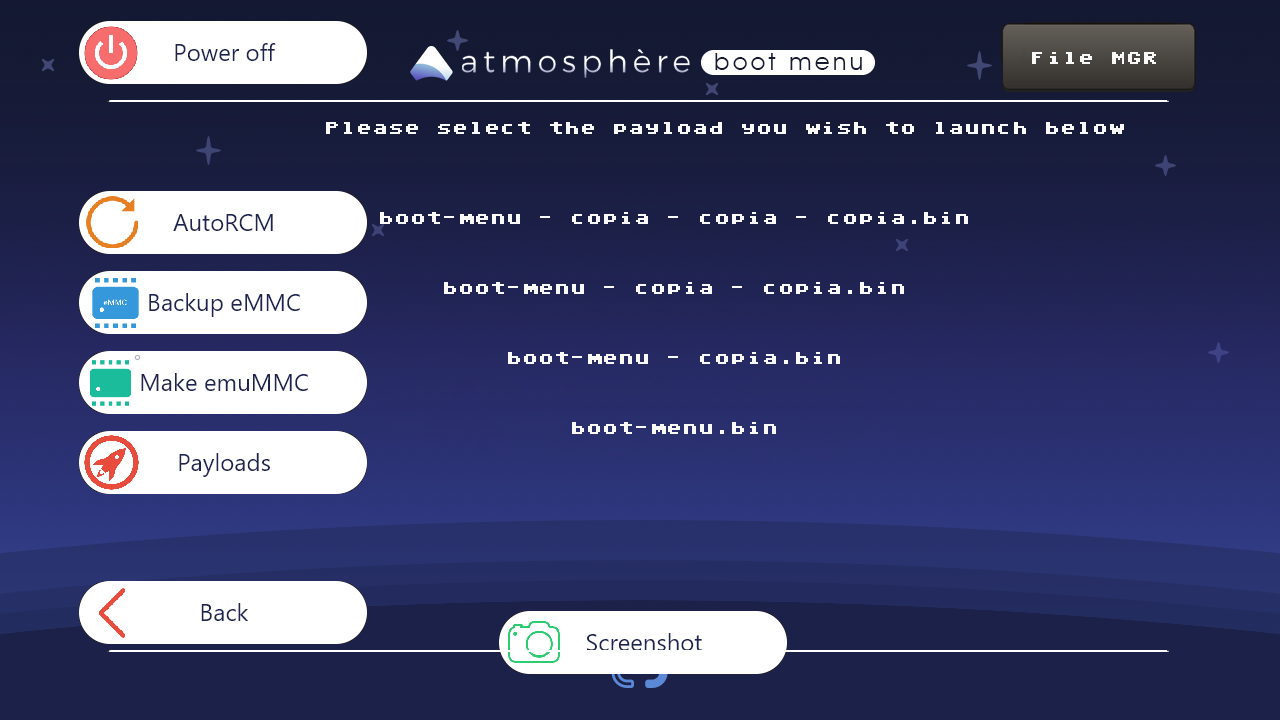 Power off
atmosphère boot menu
File MGR
Please select the payload you wish to launch below
AutoRCM
boot-menu - copia - copia - copia.bin
eMMC
Backup eMMC
boot-menu - copia - copia.bin
Make emuMMC
boot-menu - copia.bin
boot-menu.bin
Payloads
Back
Screenshot